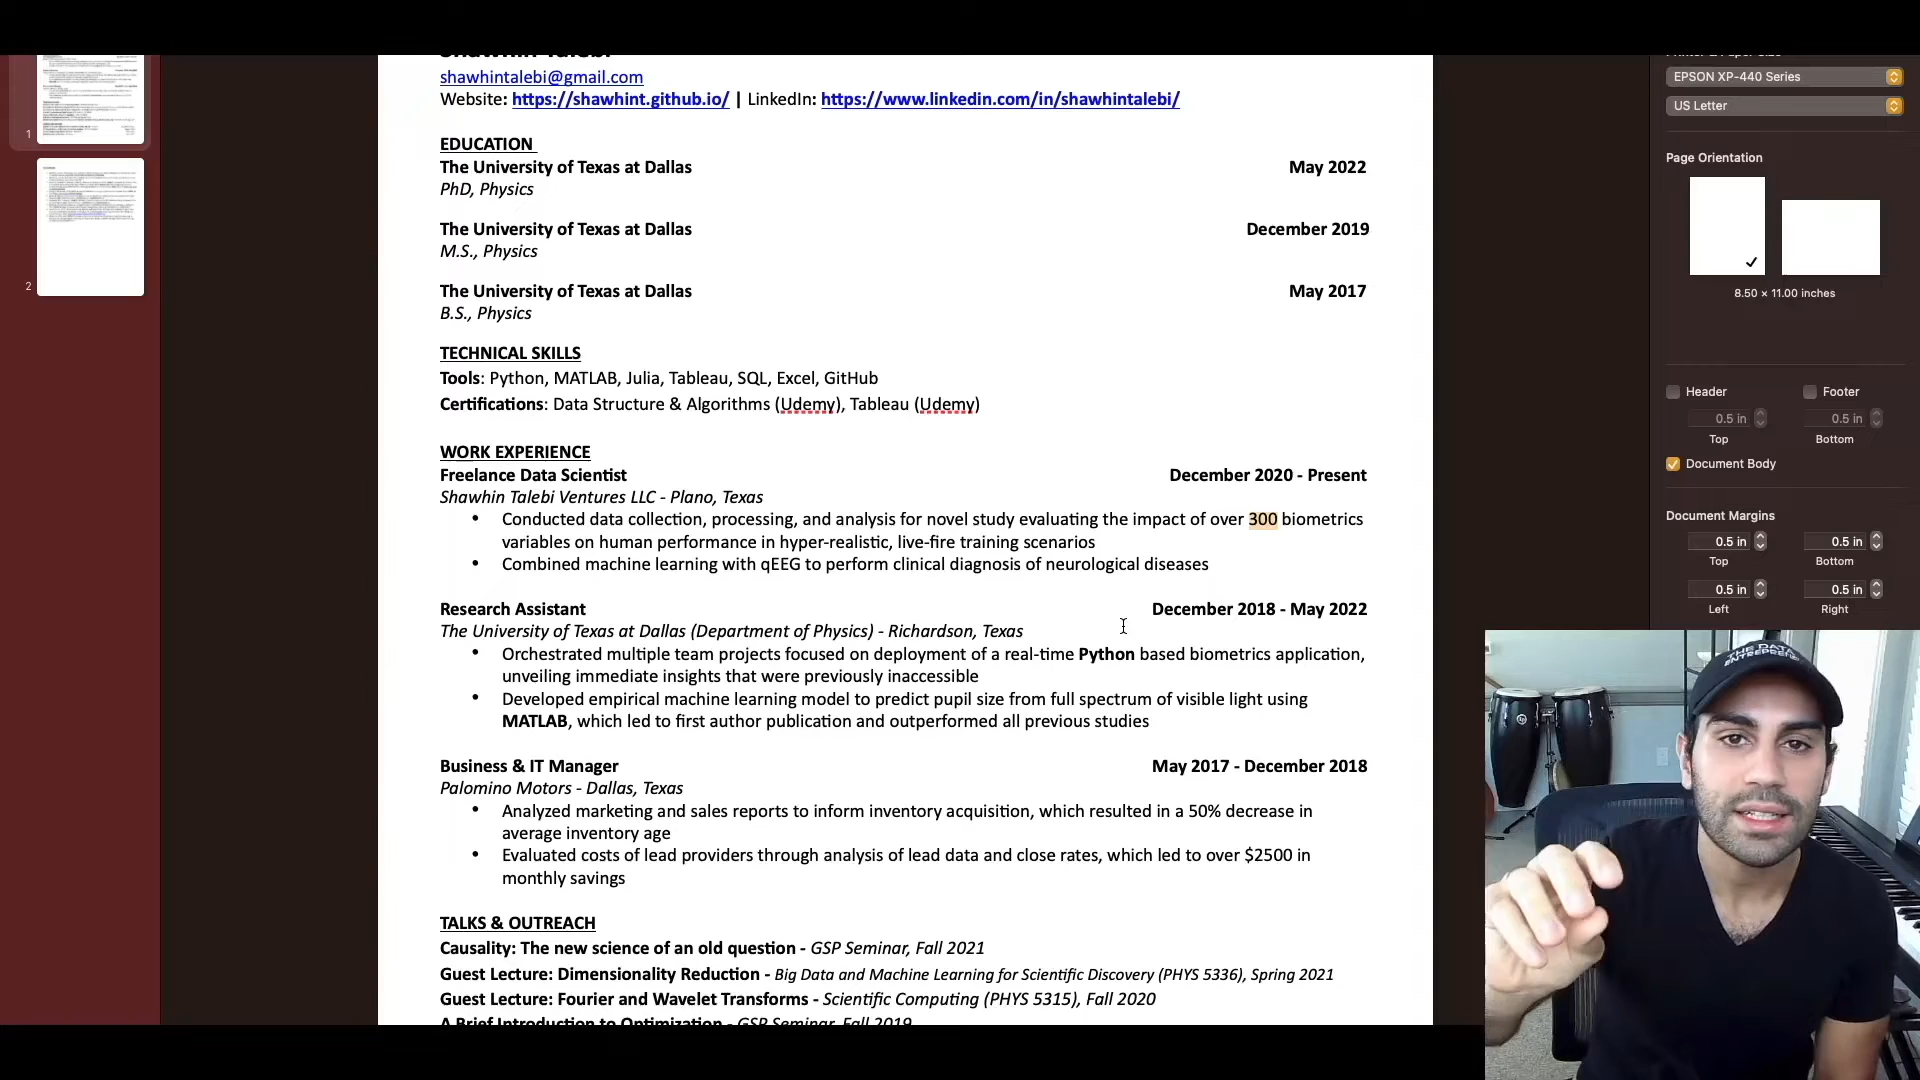 Shawhin Talebi
shawhintalebi@gmail.com
Website: https://shawhint.github.io/ | LinkedIn: https://www.linkedin.com/in/shawhintalebi/
EDUCATION
The University of Texas at Dallas May 2022
PhD, Physics
The University of Texas at Dallas December 2019
M.S., Physics
The University of Texas at Dallas May 2017
B.S., Physics
TECHNICAL SKILLS
Tools: Python, MATLAB, Julia, Tableau, SQL, Excel, GitHub
Certifications: Data Structure & Algorithms (Udemy), Tableau (Udemy)
WORK EXPERIENCE
Freelance Data Scientist December 2020 - Present
Shawhin Talebi Ventures LLC - Plano, Texas
• Conducted data collection, processing, and analysis for novel study evaluating the impact of over 300 biometrics
variables on human performance in hyper-realistic, live-fire training scenarios
• Combined machine learning with qEEG to perform clinical diagnosis of neurological diseases
Research Assistant December 2018 - May 2022
The University of Texas at Dallas (Department of Physics) - Richardson, Texas
• Orchestrated multiple team projects focused on deployment of a real-time Python based biometrics application,
unveiling immediate insights that were previously inaccessible
• Developed empirical machine learning model to predict pupil size from full spectrum of visible light using
MATLAB, which led to first author publication and outperformed all previous studies
Business & IT Manager May 2017 - December 2018
Palomino Motors - Dallas, Texas
• Analyzed marketing and sales reports to inform inventory acquisition, which resulted in a 50% decrease in
average inventory age
• Evaluated costs of lead providers through analysis of lead data and close rates, which led to over $2500 in
monthly savings
TALKS & OUTREACH
Causality: The new science of an old question - GSP Seminar, Fall 2021
Guest Lecture: Dimensionality Reduction - Big Data and Machine Learning for Scientific Discovery (PHYS 5336), Spring 2021
Guest Lecture: Fourier and Wavelet Transforms - Scientific Computing (PHYS 5315), Fall 2020
A Brief Introduction to Optimization - GSP Seminar, Fall 2019
1
2
Printer & Paper Size
EPSON XP-440 Series
US Letter
Page Orientation
8.50 × 11.00 inches
Header Footer
0.5 in 0.5 in
Top Bottom
Document Body
Document Margins
0.5 in 0.5 in
Top Bottom
0.5 in 0.5 in
Left Right
THE DATA
ENTREPRENEUR